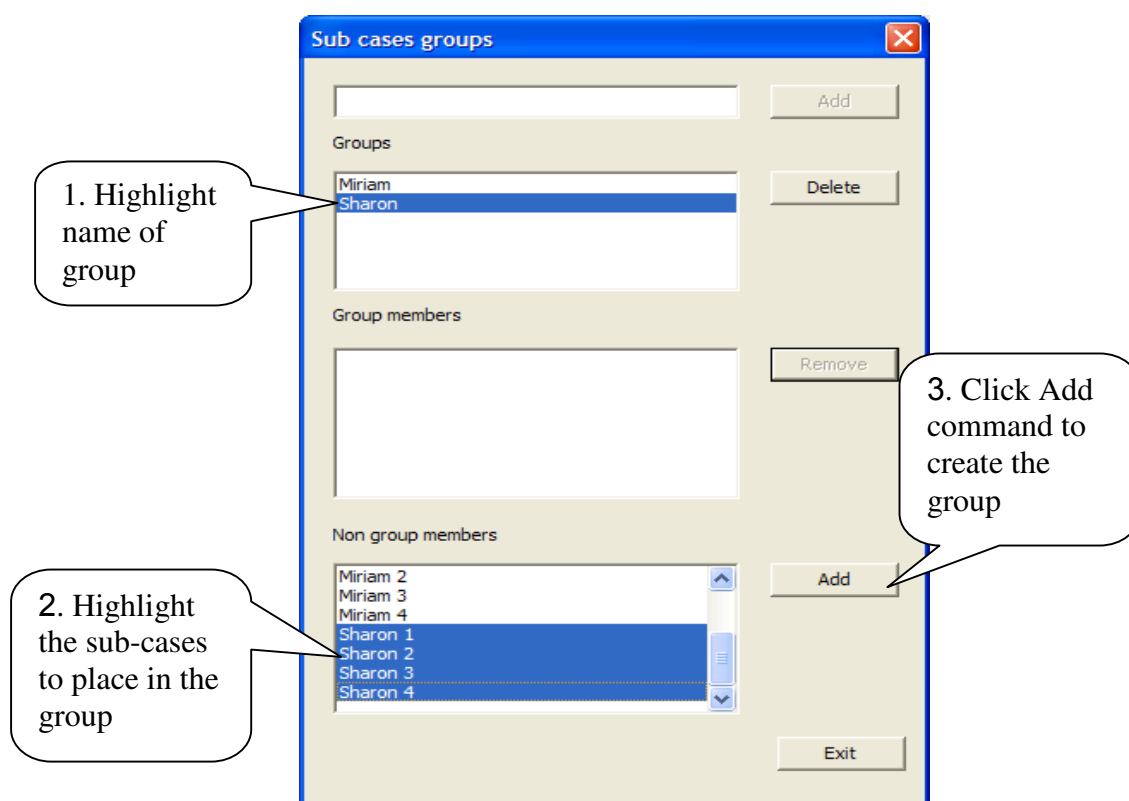 Sub cases groups
Add
Groups
1. Highlight
name of
group
Miriam
Sharon
Delete
Group members
Remove
3. Click Add
command to
create the
group
Non group members
2. Highlight
the sub-cases
to place in the
group
Miriam 2
Miriam 3
Miriam 4
Sharon 1
Sharon 2
Sharon 3
Sharon 4
Add
Exit